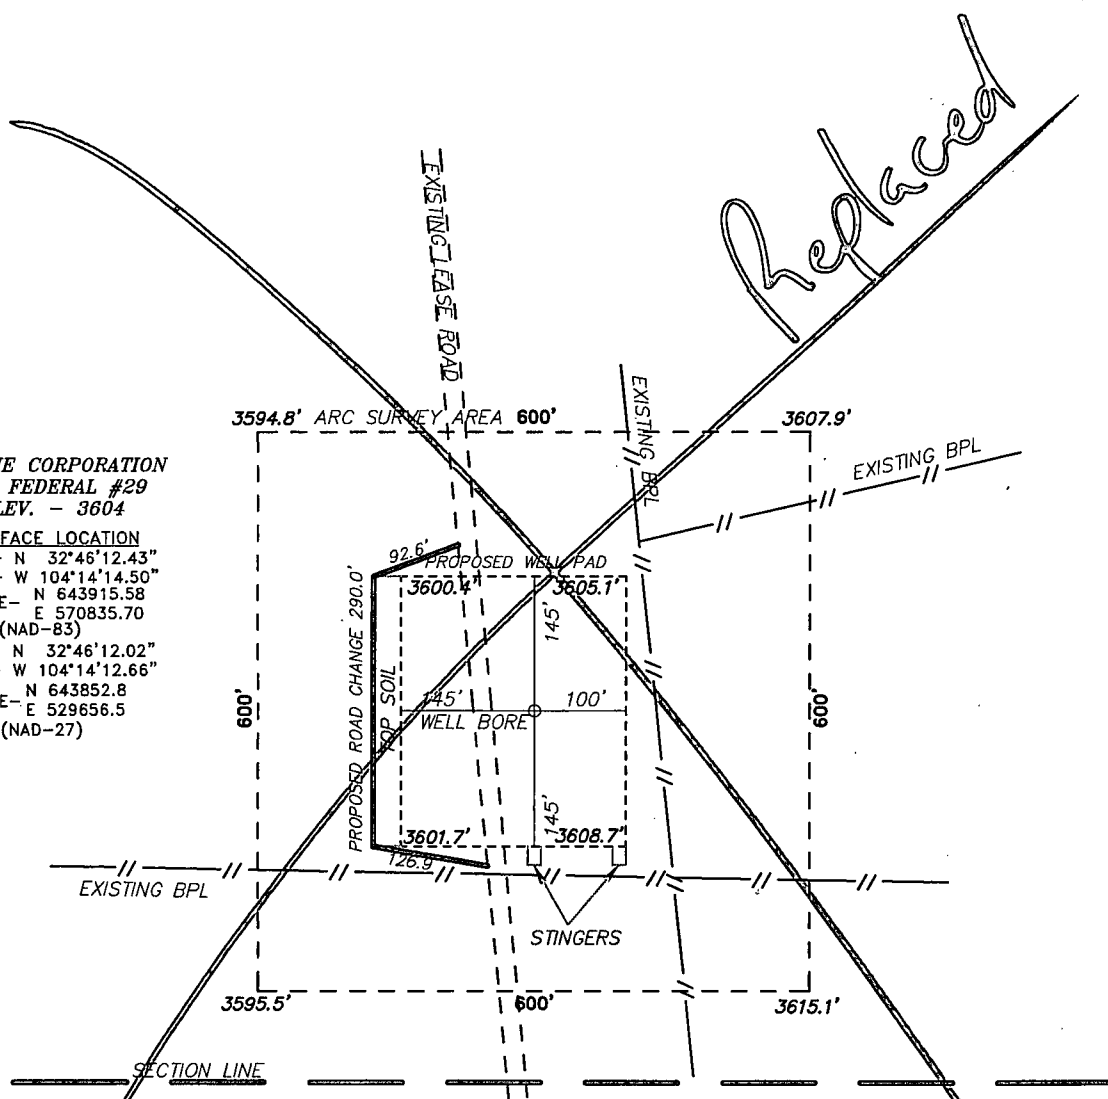 Replaced
EXISTING LEASE ROAD
3594.8' ARC SURVEY AREA 600' 3607.9'
EXISTING BPL
EXISTING BPL
CORPORATION
FEDERAL #29
EV. - 3604
FACE LOCATION
- N 32°46'12.43"
- W 104°14'14.50"
N 643915.58
E- E 570835.70
(NAD-83)
N 32°46'12.02"
- W 104°14'12.66"
N 643852.8
E- E 529656.5
(NAD-27)
92.6'
PROPOSED WELL PAD
3600.4' 3605.1'
PROPOSED ROAD CHANGE 290.0'
TOP SOIL
145'
145' 100'
WELL BORE
600'
600'
145'
3601.7' 3608.7'
126.9'
EXISTING BPL
STINGERS
3595.5' 600' 3615.1'
SECTION LINE